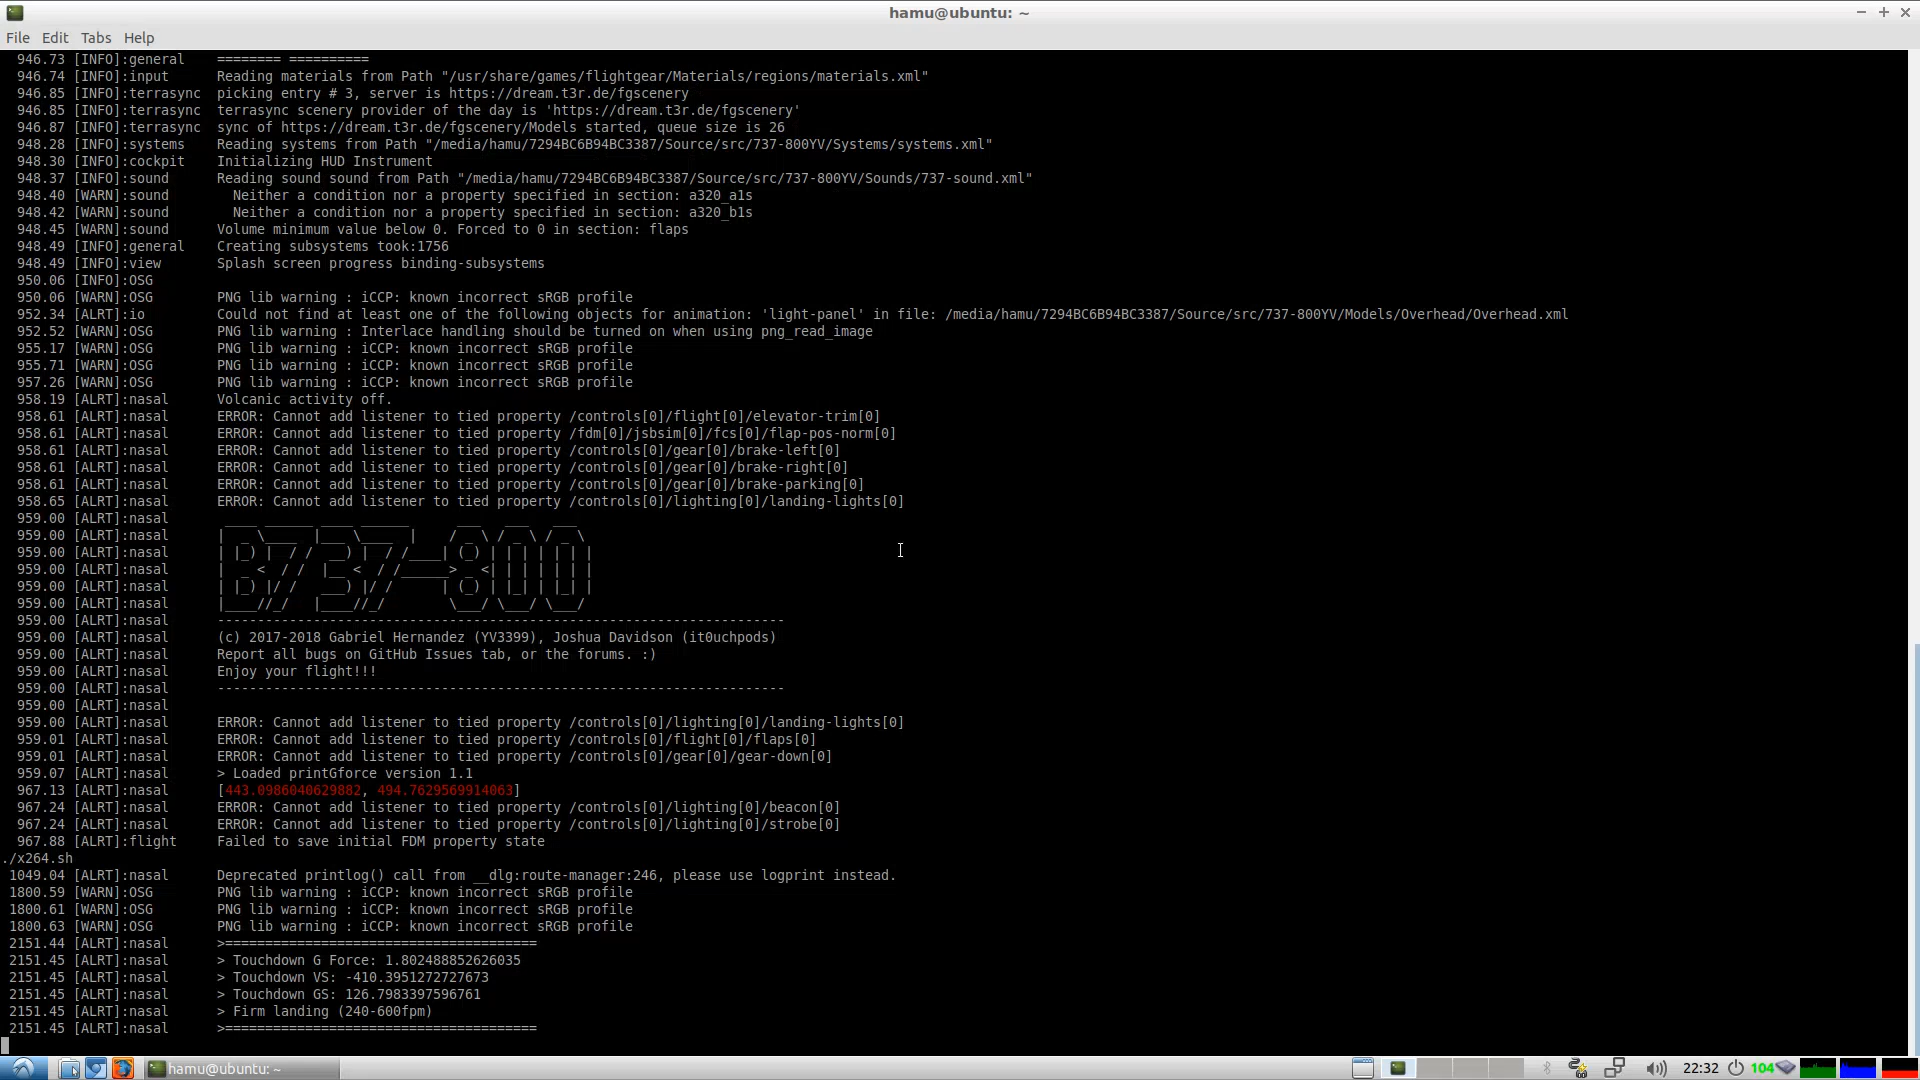 hamu@ubuntu: ~
File Edit Tabs Help
946.73 [INFO]:general    ======== ==========
946.74 [INFO]:input      Reading materials from Path "/usr/share/games/flightgear/Materials/regions/materials.xml"
946.85 [INFO]:terrasync  picking entry # 3, server is https://dream.t3r.de/fgscenery
946.85 [INFO]:terrasync  terrasync scenery provider of the day is 'https://dream.t3r.de/fgscenery'
946.87 [INFO]:terrasync  sync of https://dream.t3r.de/fgscenery/Models started, queue size is 26
948.28 [INFO]:systems    Reading systems from Path "/media/hamu/7294BC6B94BC3387/Source/src/737-800YV/Systems/systems.xml"
948.30 [INFO]:cockpit    Initializing HUD Instrument
948.37 [INFO]:sound      Reading sound sound from Path "/media/hamu/7294BC6B94BC3387/Source/src/737-800YV/Sounds/737-sound.xml"
948.40 [WARN]:sound        Neither a condition nor a property specified in section: a320_a1s
948.42 [WARN]:sound        Neither a condition nor a property specified in section: a320_b1s
948.45 [WARN]:sound      Volume minimum value below 0. Forced to 0 in section: flaps
948.49 [INFO]:general    Creating subsystems took:1756
948.49 [INFO]:view       Splash screen progress binding-subsystems
950.06 [INFO]:OSG
950.06 [WARN]:OSG        PNG lib warning : iCCP: known incorrect sRGB profile
952.34 [ALRT]:io         Could not find at least one of the following objects for animation: 'light-panel' in file: /media/hamu/7294BC6B94BC3387/Source/src/737-800YV/Models/Overhead/Overhead.xml
952.52 [WARN]:OSG        PNG lib warning : Interlace handling should be turned on when using png_read_image
955.17 [WARN]:OSG        PNG lib warning : iCCP: known incorrect sRGB profile
955.71 [WARN]:OSG        PNG lib warning : iCCP: known incorrect sRGB profile
957.26 [WARN]:OSG        PNG lib warning : iCCP: known incorrect sRGB profile
958.19 [ALRT]:nasal      Volcanic activity off.
958.61 [ALRT]:nasal      ERROR: Cannot add listener to tied property /controls[0]/flight[0]/elevator-trim[0]
958.61 [ALRT]:nasal      ERROR: Cannot add listener to tied property /fdm[0]/jsbsim[0]/fcs[0]/flap-pos-norm[0]
958.61 [ALRT]:nasal      ERROR: Cannot add listener to tied property /controls[0]/gear[0]/brake-left[0]
958.61 [ALRT]:nasal      ERROR: Cannot add listener to tied property /controls[0]/gear[0]/brake-right[0]
958.61 [ALRT]:nasal      ERROR: Cannot add listener to tied property /controls[0]/gear[0]/brake-parking[0]
958.65 [ALRT]:nasal      ERROR: Cannot add listener to tied property /controls[0]/lighting[0]/landing-lights[0]
959.00 [ALRT]:nasal       ____ ______ ____ ______      ___   ___   ___
959.00 [ALRT]:nasal      |  _ \____  |___ \____  |    / _ \ / _ \ / _ \
959.00 [ALRT]:nasal      | |_) |  / /  __) |  / /____| (_) | | | | | | |
959.00 [ALRT]:nasal      |  _ <  / /  |__ <  / /______> _ <| | | | | | |
959.00 [ALRT]:nasal      | |_) |/ /   ___) |/ /      | (_) | |_| | |_| |
959.00 [ALRT]:nasal      |____//_/   |____//_/        \___/ \___/ \___/
959.00 [ALRT]:nasal      -----------------------------------------------------------------------
959.00 [ALRT]:nasal      (c) 2017-2018 Gabriel Hernandez (YV3399), Joshua Davidson (it0uchpods)
959.00 [ALRT]:nasal      Report all bugs on GitHub Issues tab, or the forums. :)
959.00 [ALRT]:nasal      Enjoy your flight!!!
959.00 [ALRT]:nasal      -----------------------------------------------------------------------
959.00 [ALRT]:nasal
959.00 [ALRT]:nasal      ERROR: Cannot add listener to tied property /controls[0]/lighting[0]/landing-lights[0]
959.01 [ALRT]:nasal      ERROR: Cannot add listener to tied property /controls[0]/flight[0]/flaps[0]
959.01 [ALRT]:nasal      ERROR: Cannot add listener to tied property /controls[0]/gear[0]/gear-down[0]
959.07 [ALRT]:nasal      > Loaded printGforce version 1.1
967.13 [ALRT]:nasal      [443.0986040629882, 494.7629569914063]
967.24 [ALRT]:nasal      ERROR: Cannot add listener to tied property /controls[0]/lighting[0]/beacon[0]
967.24 [ALRT]:nasal      ERROR: Cannot add listener to tied property /controls[0]/lighting[0]/strobe[0]
967.88 [ALRT]:flight     Failed to save initial FDM property state
./x264.sh
1049.04 [ALRT]:nasal      Deprecated printlog() call from __dlg:route-manager:246, please use logprint instead.
1800.59 [WARN]:OSG        PNG lib warning : iCCP: known incorrect sRGB profile
1800.61 [WARN]:OSG        PNG lib warning : iCCP: known incorrect sRGB profile
1800.63 [WARN]:OSG        PNG lib warning : iCCP: known incorrect sRGB profile
2151.44 [ALRT]:nasal      >=======================================
2151.45 [ALRT]:nasal      > Touchdown G Force: 1.802488852626035
2151.45 [ALRT]:nasal      > Touchdown VS: -410.3951272727673
2151.45 [ALRT]:nasal      > Touchdown GS: 126.7983397596761
2151.45 [ALRT]:nasal      > Firm landing (240-600fpm)
2151.45 [ALRT]:nasal      >=======================================
hamu@ubuntu: ~ 22:32 104